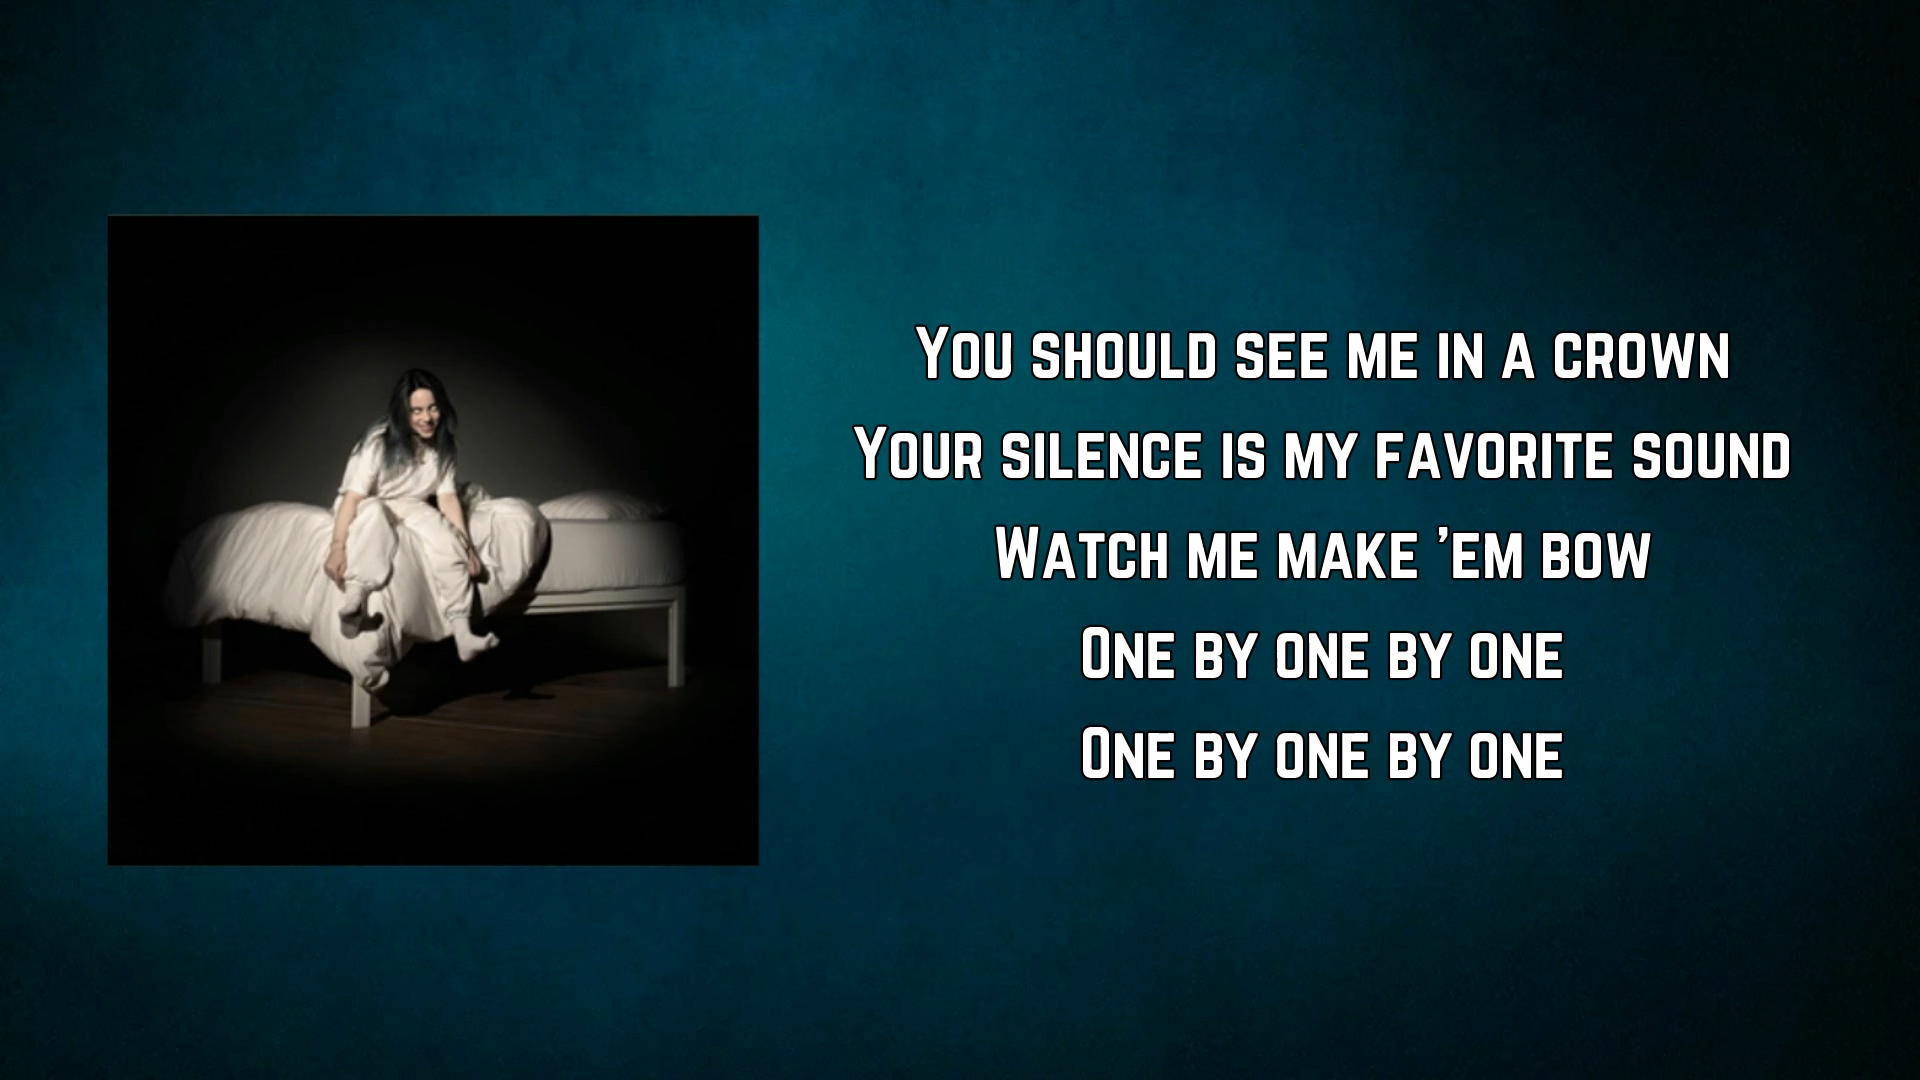 You should see me in a crown
Your silence is my favorite sound
Watch me make 'em bow
One by one by one
One by one by one